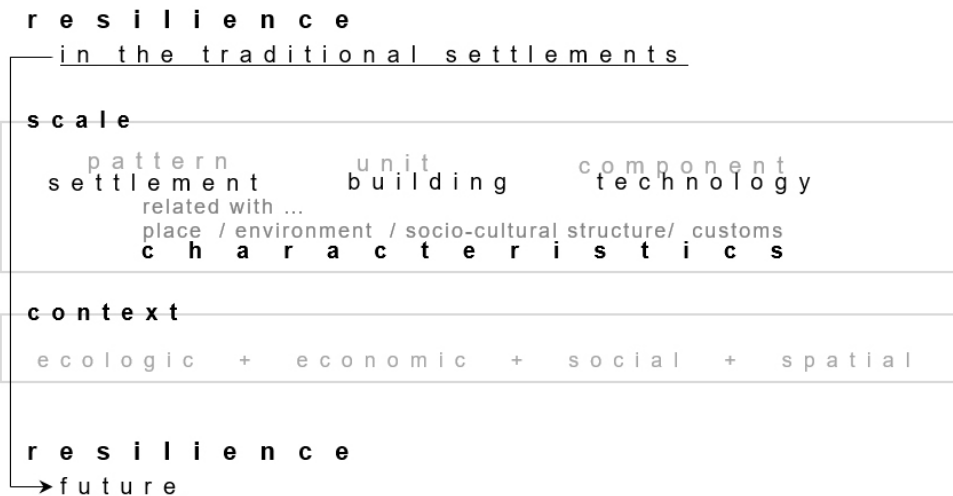 resilience
in the traditional settlements
scale
pattern unit component
settlement building technology
related with ...
place / environment / socio-cultural structure/ customs
characteristics
context
ecologic + economic + social + spatial
resilience
future